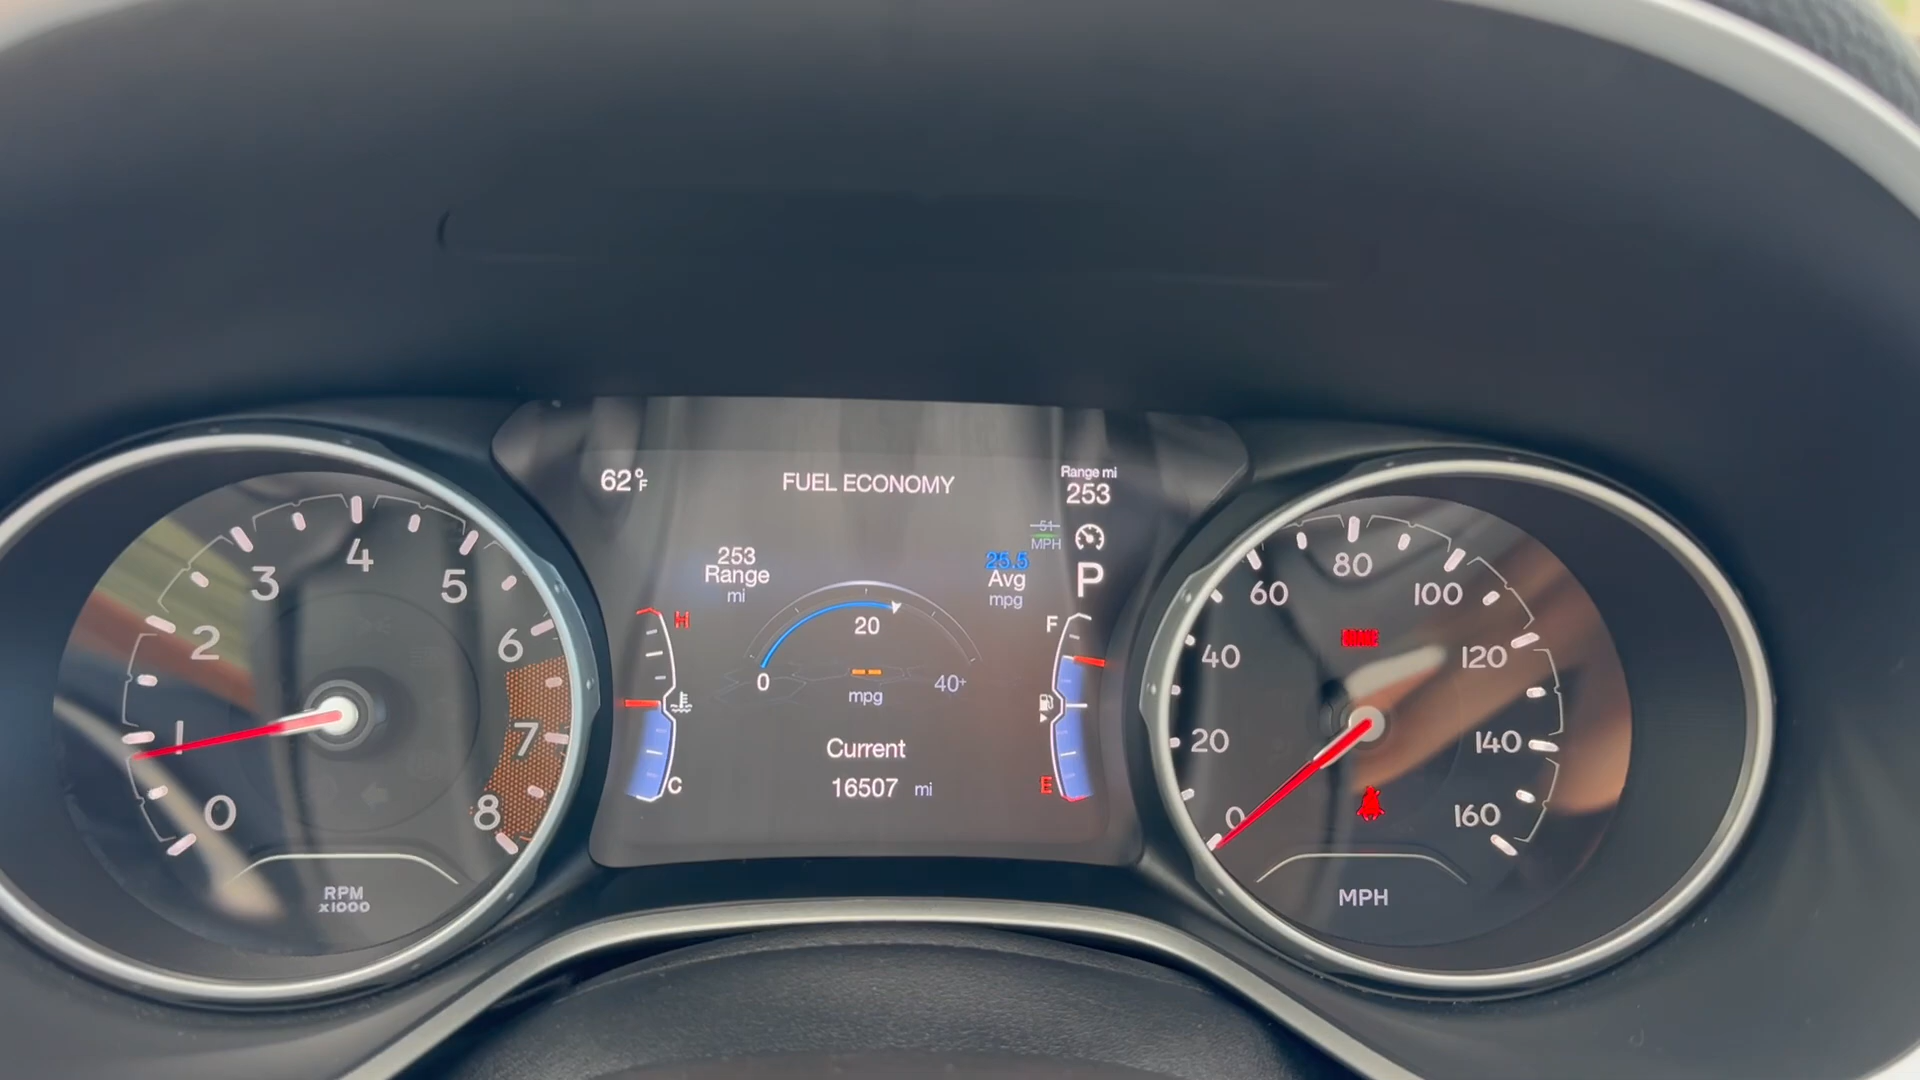 62°F
FUEL ECONOMY
Range mi
253
51
MPH
P
253
Range
mi
25.5
Avg
mpg
0
20
40+
--
mpg
Current
16507 mi
H
C
F
E
0
1
2
3
4
5
6
7
8
RPM
x1000
0
20
40
60
80
100
120
140
160
BRAKE
MPH